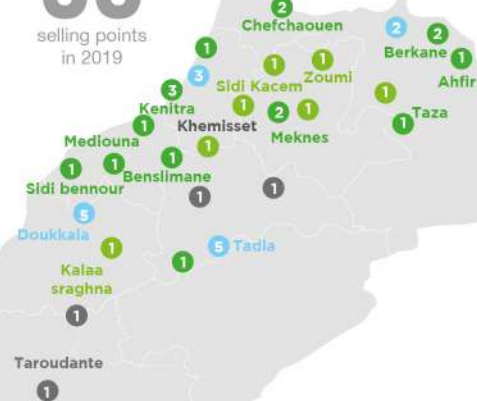 selling points
in 2019
2
Chefchaouen
2
2
Berkane
1
Ahfir
1
3
1
Sidi Kacem
1
Zoumi
3
Kenitra
1
2
Meknes
1
1
1
Taza
Khemisset
1
1
Mediouna
1
Sidi bennour
1
Benslimane
1
1
1
5
Doukkala
1
Kalaa
sraghna
1
5
Tadla
1
Taroudante
1